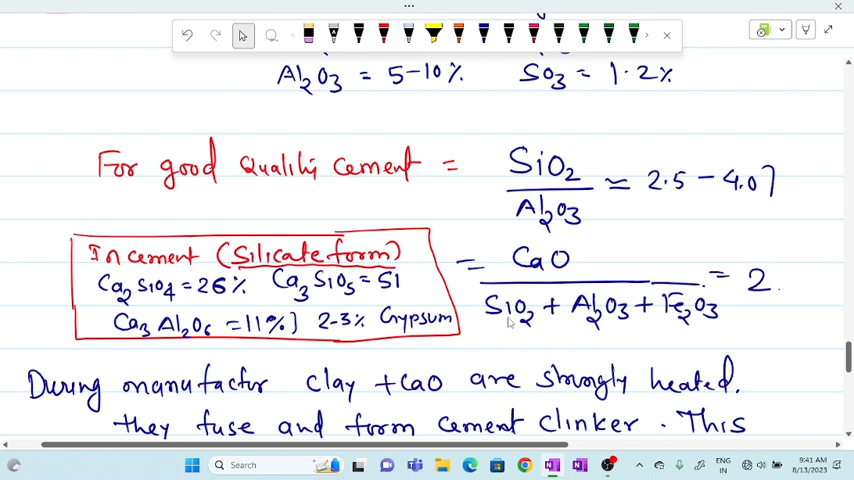 Al2O3 = 5-10%   SO3 = 1.2%
For good Quality cement = SiO2 / Al2O3 ≃ 2.5 - 4.0)
In cement (Silicate form)
Ca2SiO4 = 26%   Ca3SiO5 = 51
Ca3Al2O6 = 11%)   2-3% Gypsum
= CaO / SiO2 + Al2O3 + Fe2O3 = 2.
During manufactur clay + CaO are strongly heated.
they fuse and form cement clinker. This
Search
ENG
IN
9:41 AM
8/13/2023